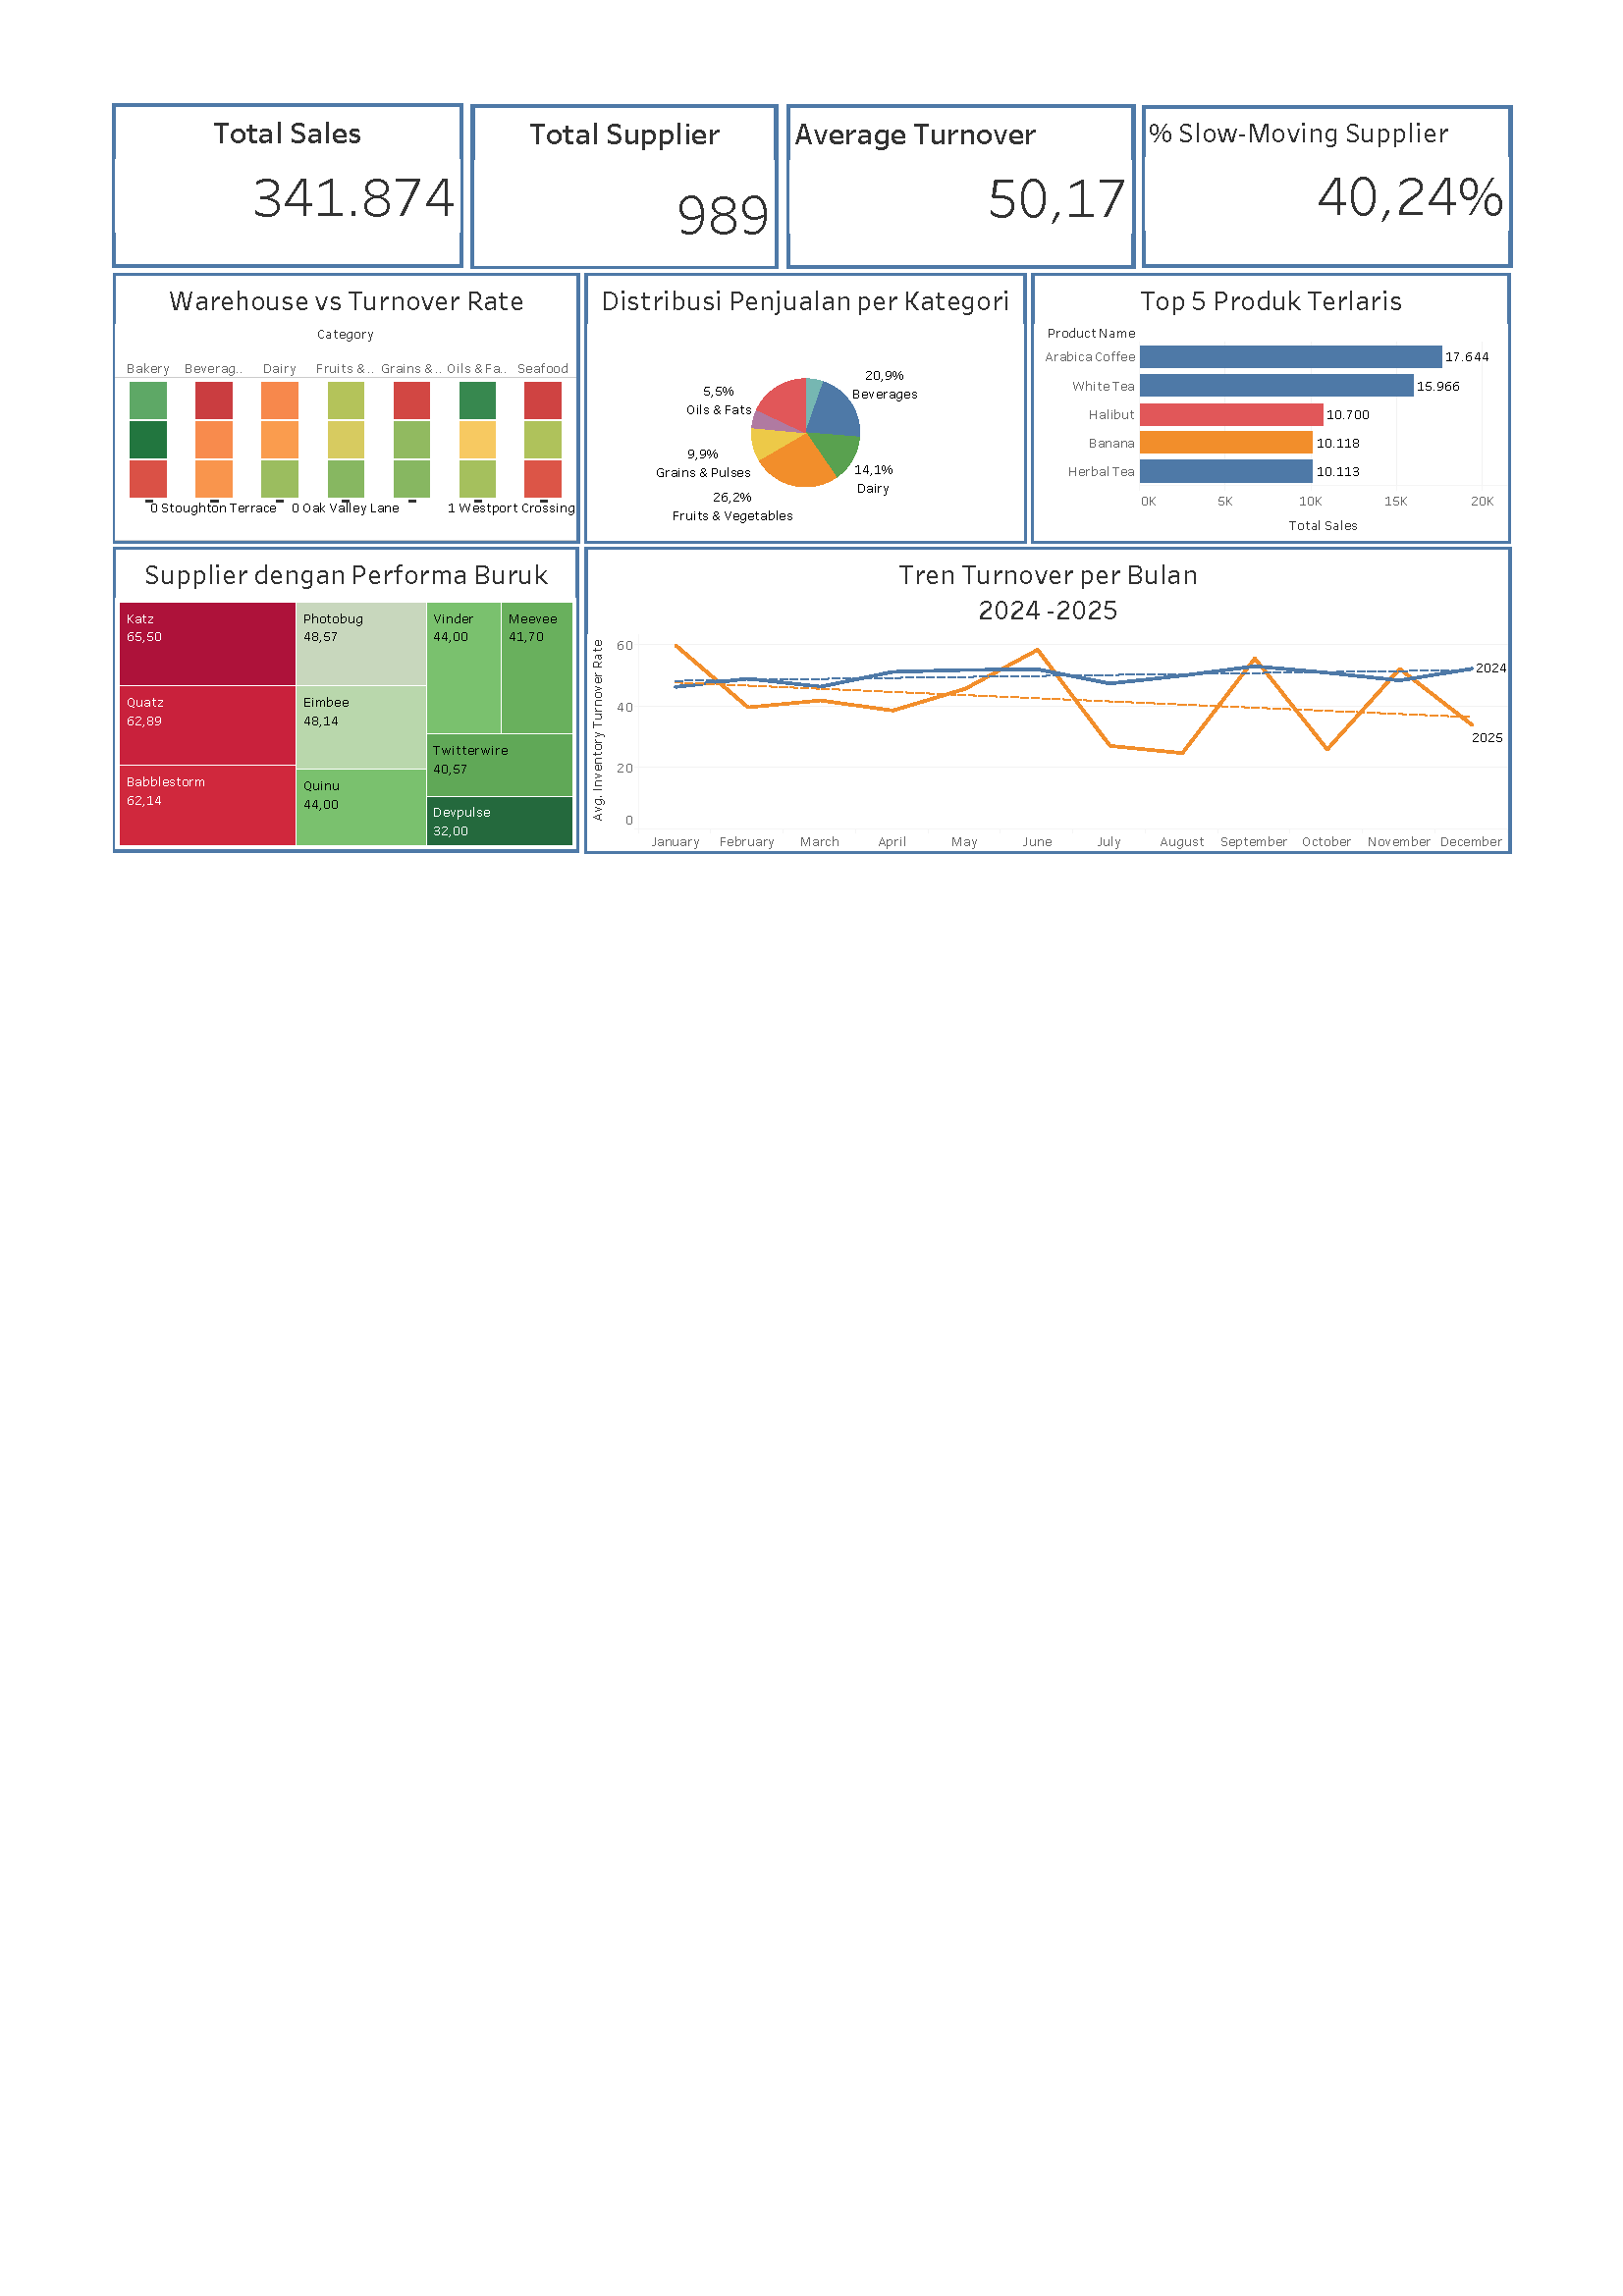 Total Sales
341.874
Total Supplier
989
Average Turnover
50,17
% Slow-Moving Supplier
40,24%
Warehouse vs Turnover Rate
Category
Bakery Beverag.. Dairy Fruits & .. Grains & .. Oils & Fa.. Seafood
0 Stoughton Terrace 0 Oak Valley Lane 1 Westport Crossing
Distribusi Penjualan per Kategori
20,9%
Beverages
5,5%
Oils & Fats
9,9%
Grains & Pulses
14,1%
Dairy
26,2%
Fruits & Vegetables
Top 5 Produk Terlaris
Product Name
Arabica Coffee 17.644
White Tea 15.966
Halibut 10.700
Banana 10.118
Herbal Tea 10.113
0K 5K 10K 15K 20K
Total Sales
Supplier dengan Performa Buruk
Katz
65,50
Quatz
62,89
Babblestorm
62,14
Photobug
48,57
Eimbee
48,14
Quinu
44,00
Vinder
44,00
Meevee
41,70
Twitterwire
40,57
Devpulse
32,00
Tren Turnover per Bulan
2024 -2025
Avg. Inventory Turnover Rate
60
40
20
0
2024
2025
January February March April May June July August September October November December